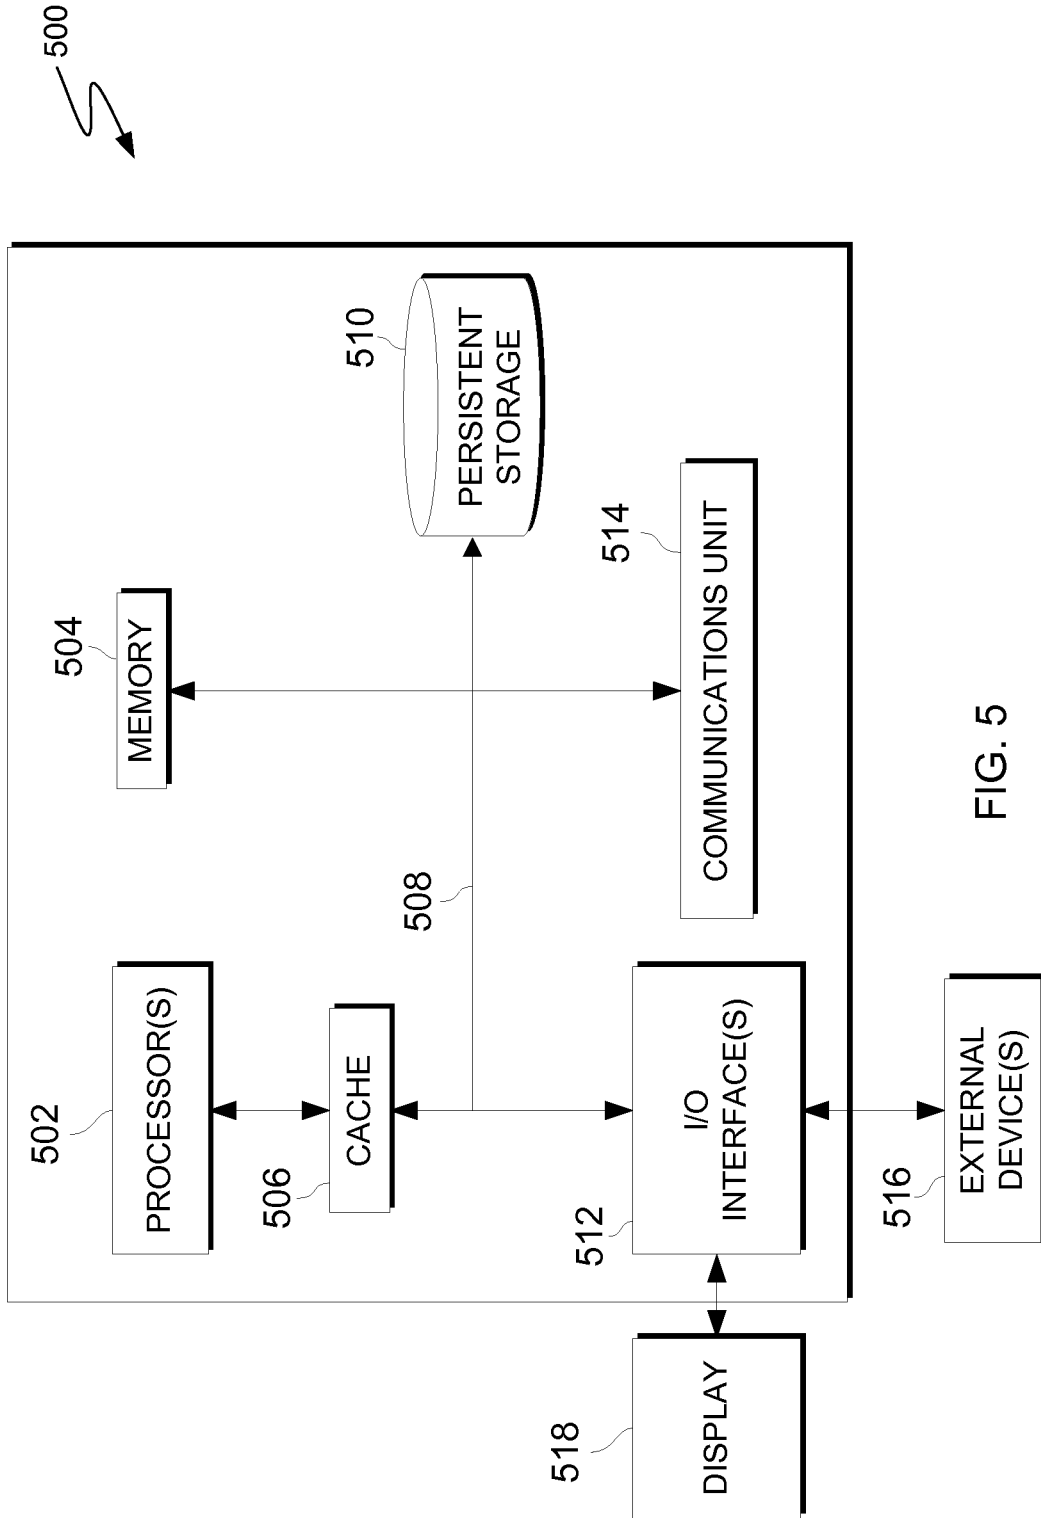 500
502
PROCESSOR(S)
504
MEMORY
506
CACHE
508
510
PERSISTENT
STORAGE
512
I/O
INTERFACE(S)
514
COMMUNICATIONS UNIT
518
DISPLAY
516
EXTERNAL
DEVICE(S)
FIG. 5